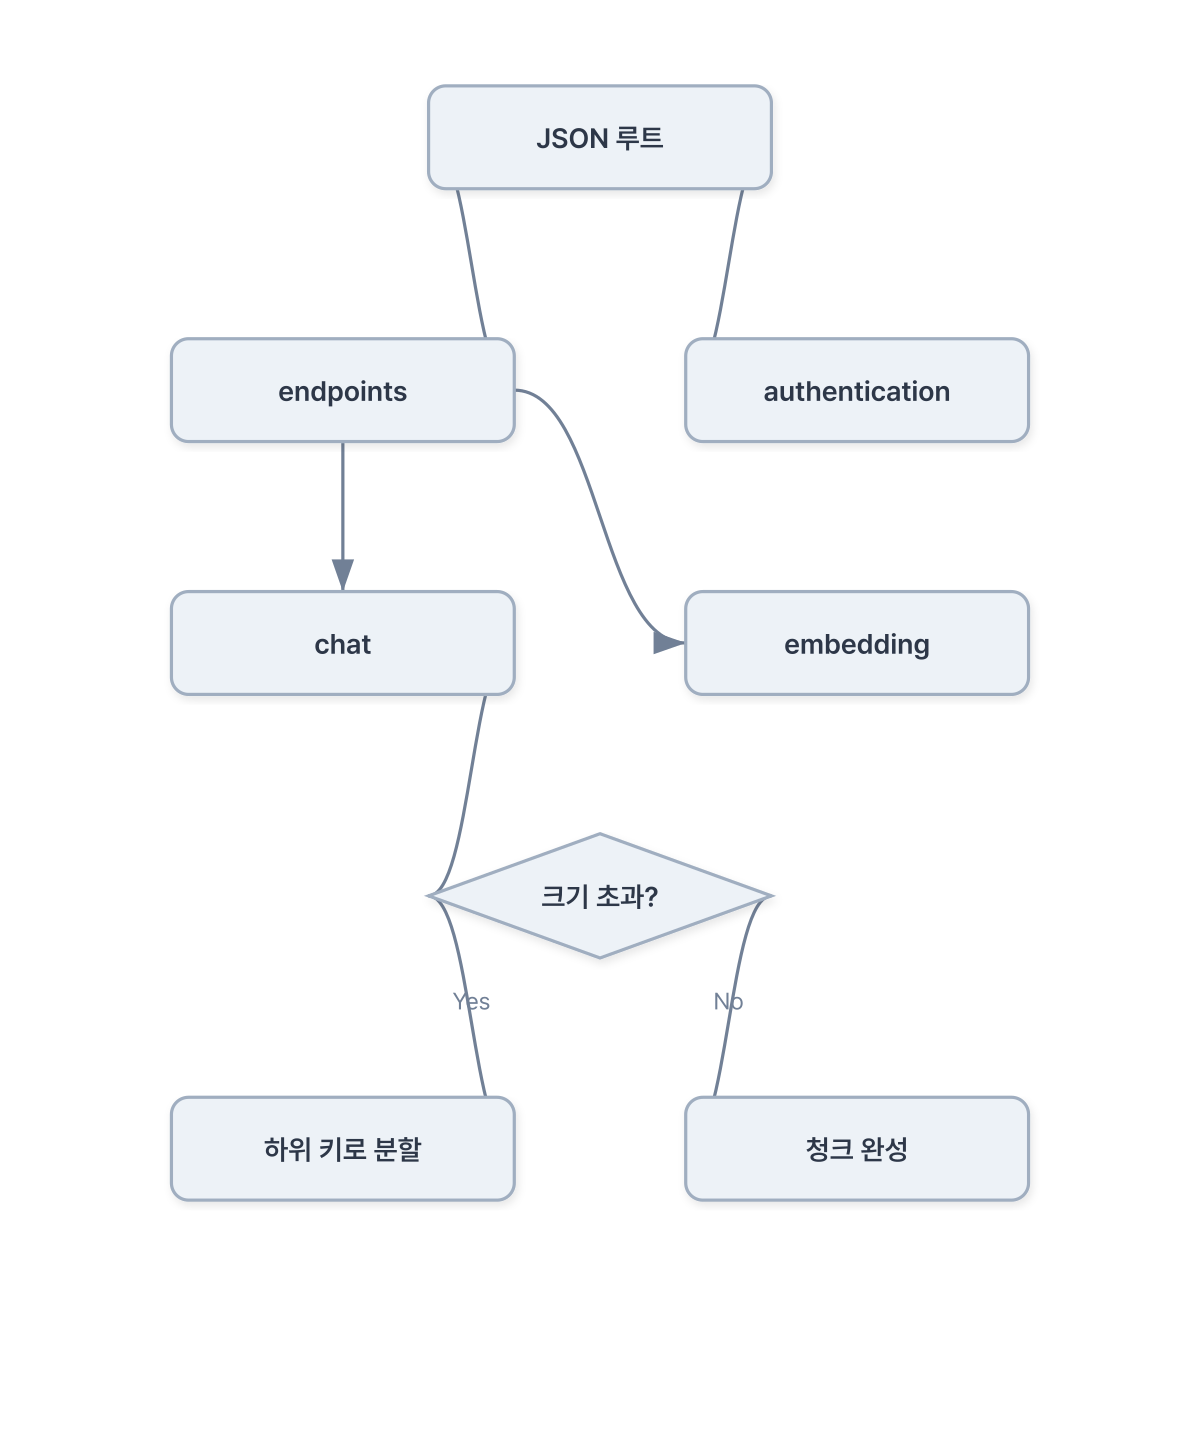 JSON 루트
endpoints
authentication
chat
embedding
크기 초과?
Yes
No
하위 키로 분할
청크 완성